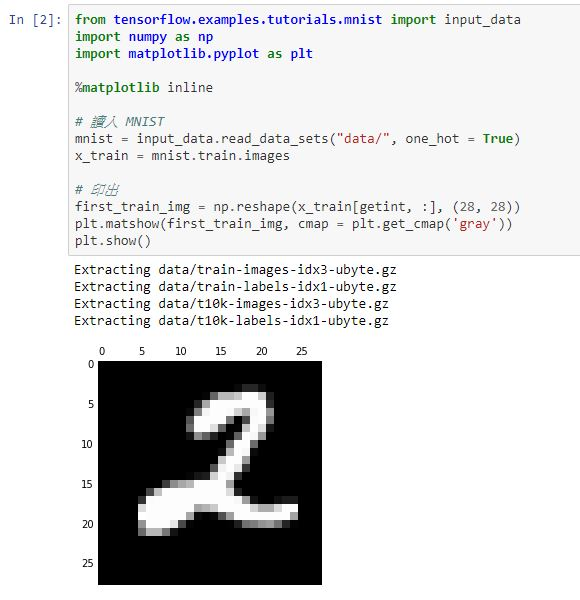 In [2]: from tensorflow.examples.tutorials.mnist import input_data
import numpy as np
import matplotlib.pyplot as plt
%matplotlib inline
# 讀入 MNIST
mnist = input_data.read_data_sets("data/", one_hot = True)
x_train = mnist.train.images
# 印出
first_train_img = np.reshape(x_train[getint, :], (28, 28))
plt.matshow(first_train_img, cmap = plt.get_cmap('gray'))
plt.show()
Extracting data/train-images-idx3-ubyte.gz
Extracting data/train-labels-idx1-ubyte.gz
Extracting data/t10k-images-idx3-ubyte.gz
Extracting data/t10k-labels-idx1-ubyte.gz
0 5 10 15 20 25
0
5
10
15
20
25
2